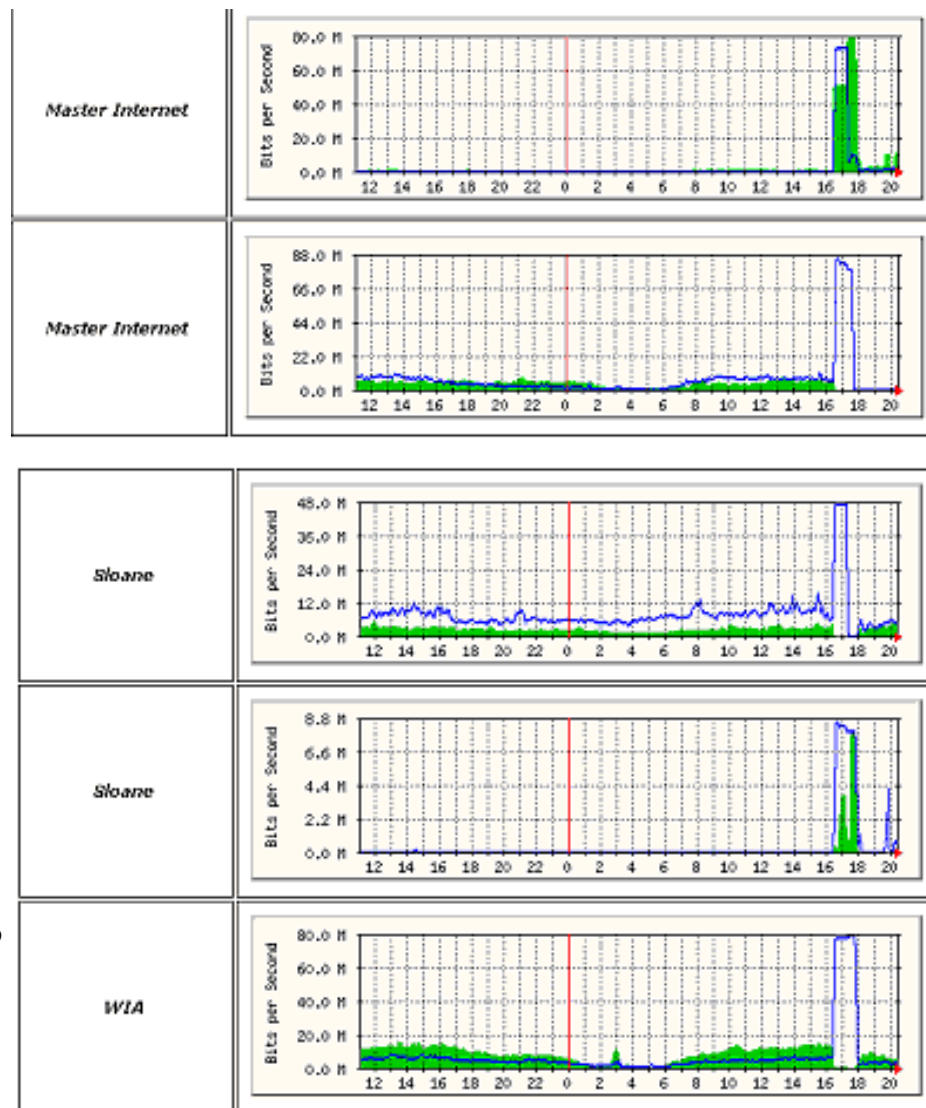 Master Internet
Bits per Second
80.0 M
60.0 M
40.0 M
20.0 M
0.0 M
12 14 16 18 20 22 0 2 4 6 8 10 12 14 16 18 20
Master Internet
Bits per Second
88.0 M
66.0 M
44.0 M
22.0 M
0.0 M
12 14 16 18 20 22 0 2 4 6 8 10 12 14 16 18 20
Sloane
Bits per Second
48.0 M
36.0 M
24.0 M
12.0 M
0.0 M
12 14 16 18 20 22 0 2 4 6 8 10 12 14 16 18 20
Sloane
Bits per Second
8.8 M
6.6 M
4.4 M
2.2 M
0.0 M
12 14 16 18 20 22 0 2 4 6 8 10 12 14 16 18 20
WIA
Bits per Second
80.0 M
60.0 M
40.0 M
20.0 M
0.0 M
12 14 16 18 20 22 0 2 4 6 8 10 12 14 16 18 20